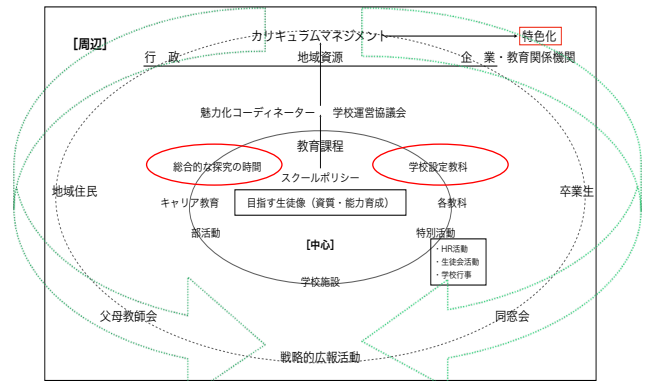 カリキュラムマネジメント
特色化
[周辺]
行　政
地域資源
企　業・教育関係機関
魅力化コーディネーター
学校運営協議会
教育課程
総合的な探究の時間
学校設定教科
スクールポリシー
地域住民
卒業生
キャリア教育
目指す生徒像（資質・能力育成）
各教科
部活動
特別活動
[中心]
・HR活動
・生徒会活動
・学校行事
学校施設
父母教師会
同窓会
戦略的広報活動